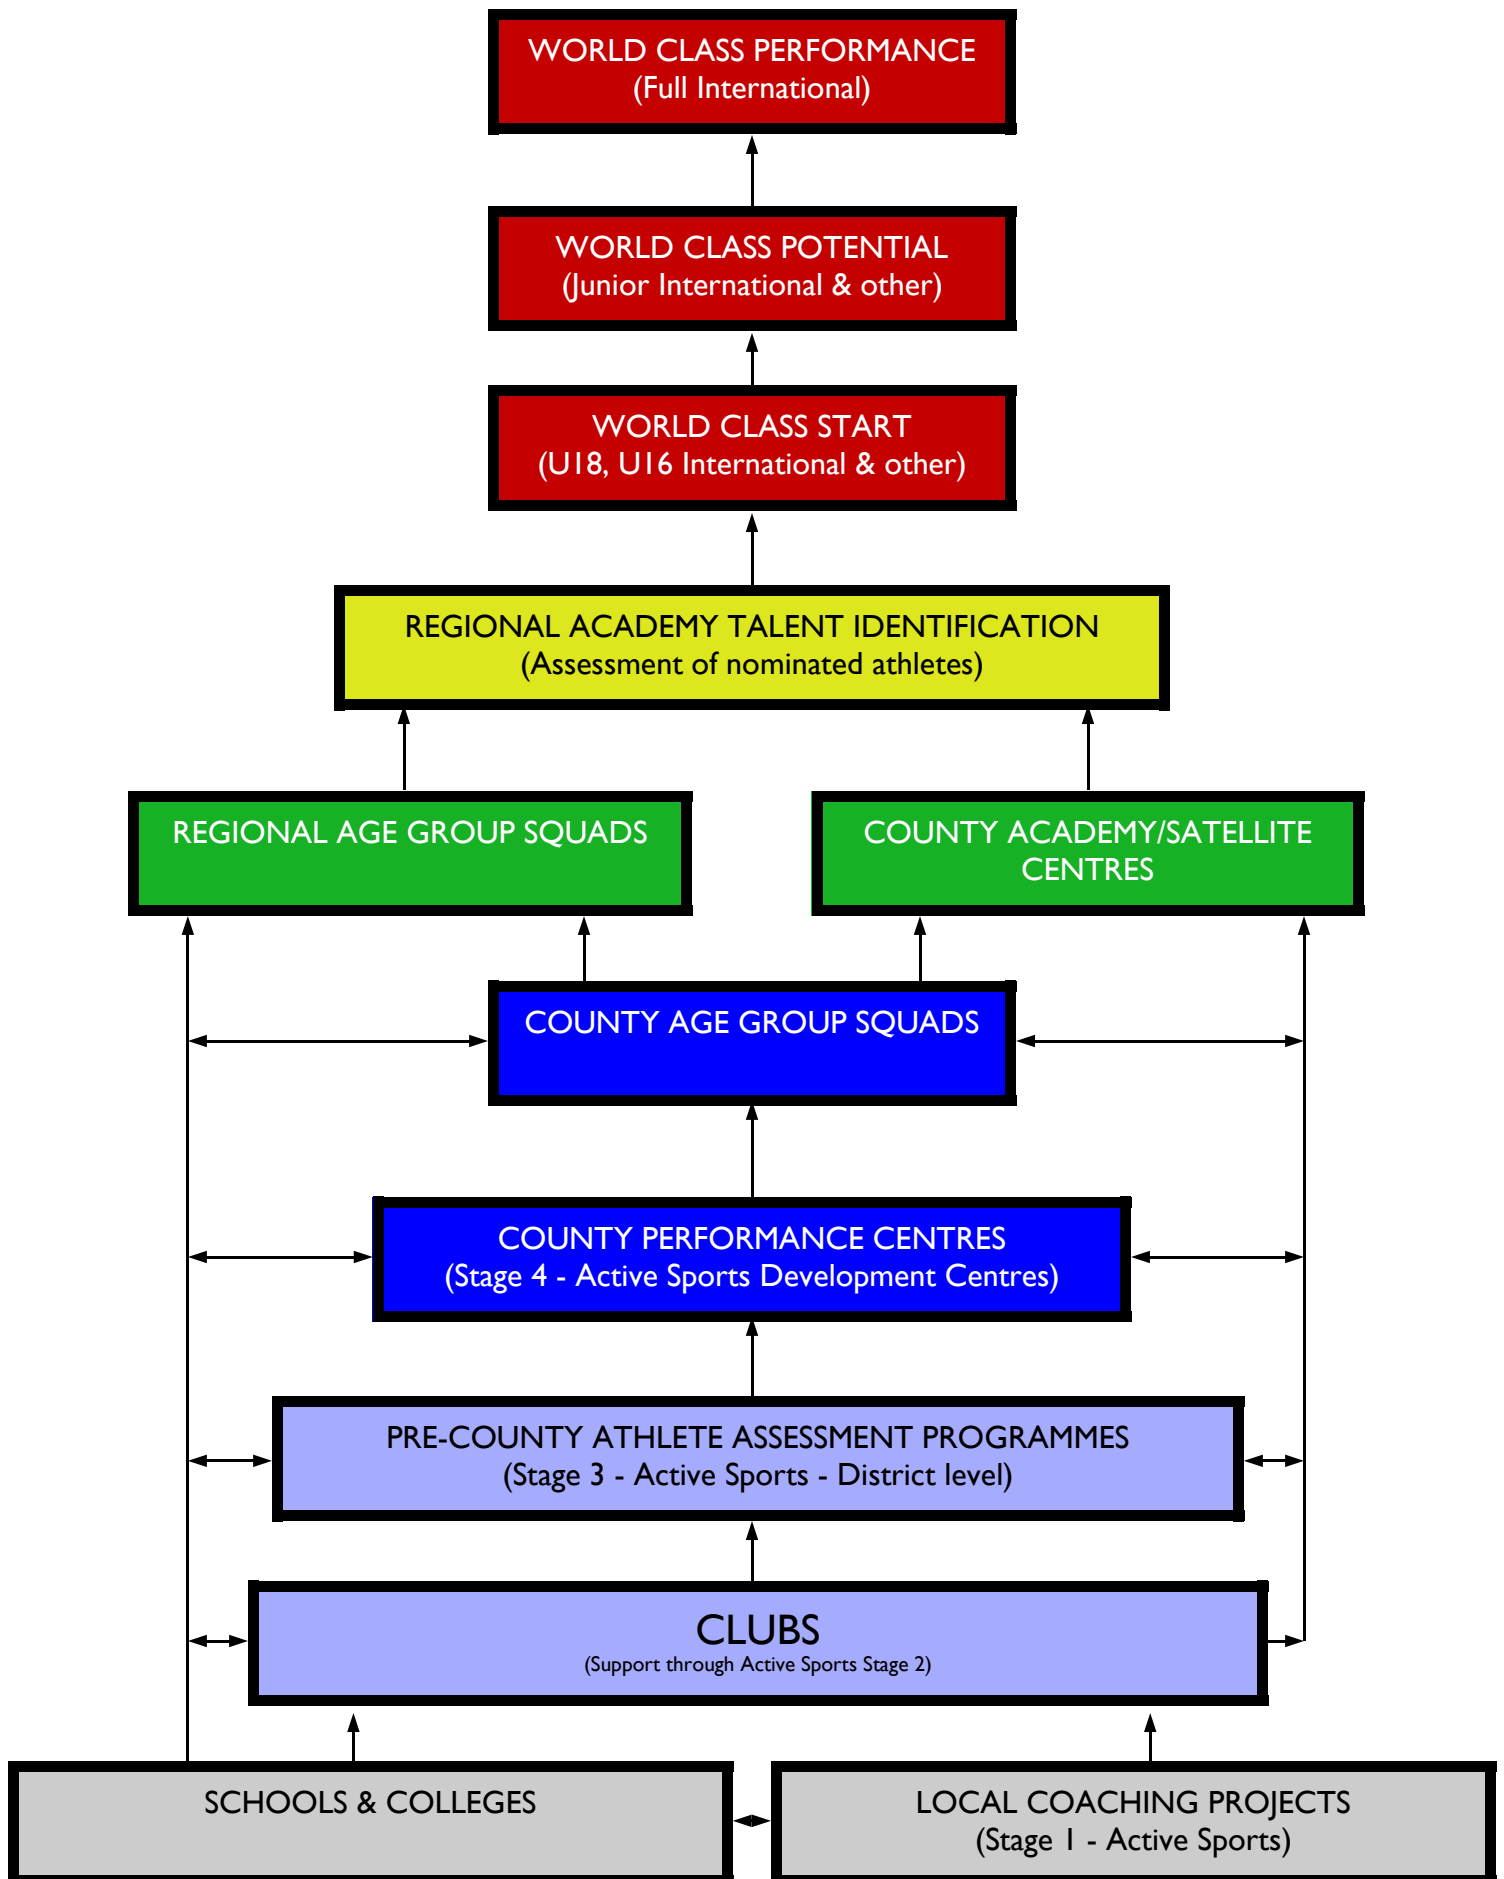 WORLD CLASS PERFORMANCE
(Full International)
WORLD CLASS POTENTIAL
(Junior International & other)
WORLD CLASS START
(U18, U16 International & other)
REGIONAL ACADEMY TALENT IDENTIFICATION
(Assessment of nominated athletes)
REGIONAL AGE GROUP SQUADS
COUNTY ACADEMY/SATELLITE
CENTRES
COUNTY AGE GROUP SQUADS
COUNTY PERFORMANCE CENTRES
(Stage 4 - Active Sports Development Centres)
PRE-COUNTY ATHLETE ASSESSMENT PROGRAMMES
(Stage 3 - Active Sports - District level)
CLUBS
(Support through Active Sports Stage 2)
SCHOOLS & COLLEGES
LOCAL COACHING PROJECTS
(Stage 1 - Active Sports)